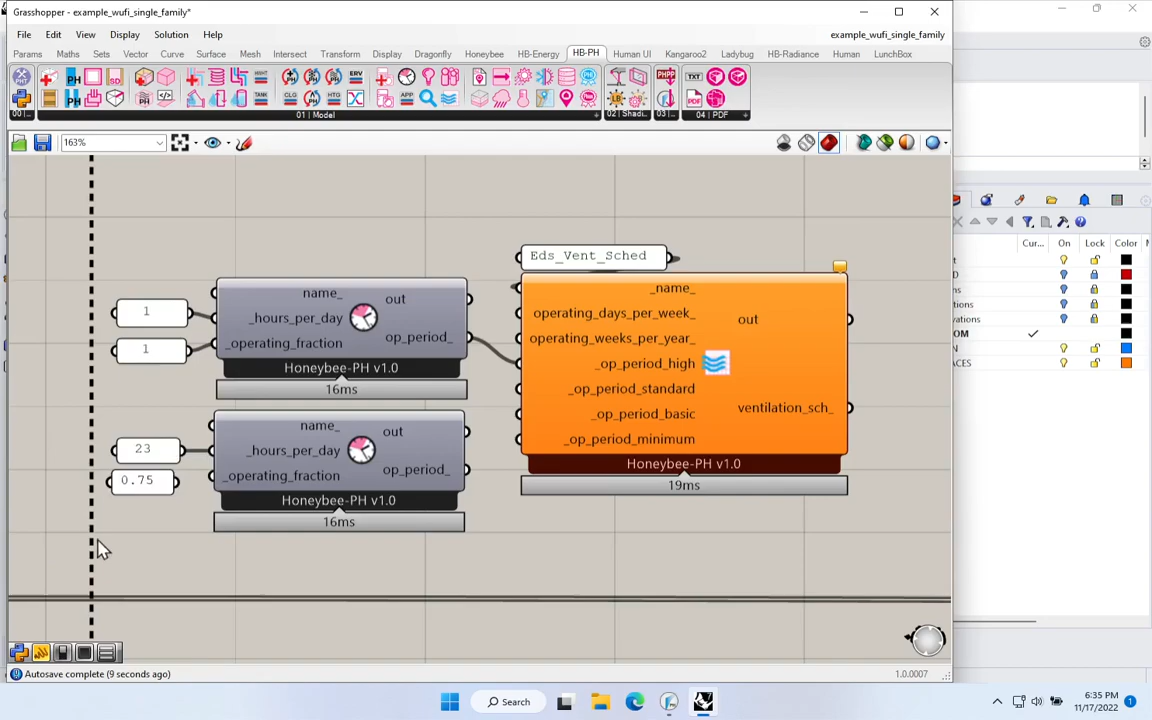 Grasshopper - example_wufi_single_family*
File Edit View Display Solution Help
example_wufi_single_family
Params Maths Sets Vector Curve Surface Mesh Intersect Transform Display Dragonfly Honeybee HB-Energy HB-PH Human UI Kangaroo2 Ladybug HB-Radiance Human LunchBox
00 | 01 | Model 02 | Shadi. 03 | 04 | PDF
163%
Eds_Vent_Sched
1
1
name_
_hours_per_day
_operating_fraction
out
op_period_
Honeybee-PH v1.0
16ms
23
0.75
name_
_hours_per_day
_operating_fraction
out
op_period_
Honeybee-PH v1.0
16ms
_name_
operating_days_per_week_
operating_weeks_per_year_
_op_period_high
_op_period_standard
_op_period_basic
_op_period_minimum
out
ventilation_sch_
Honeybee-PH v1.0
19ms
Cur... On Lock Color
Autosave complete (9 seconds ago)
1.0.0007
Search
6:35 PM
11/17/2022